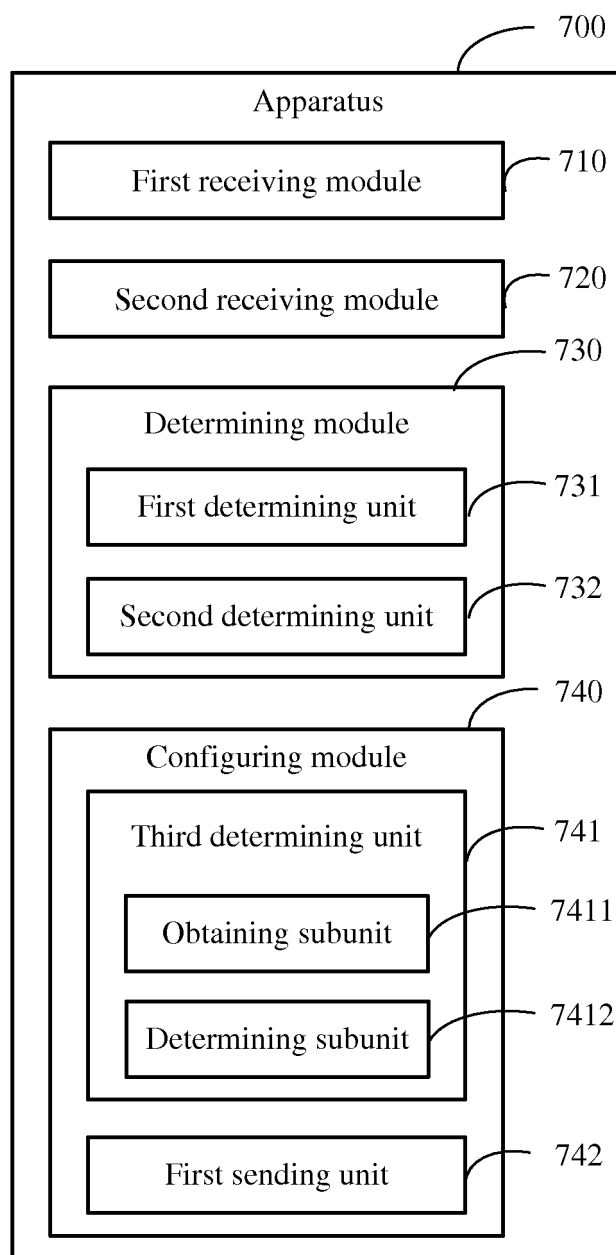 700
Apparatus
First receiving module
710
Second receiving module
720
730
Determining module
First determining unit
731
Second determining unit
732
740
Configuring module
Third determining unit
741
Obtaining subunit
7411
Determining subunit
7412
First sending unit
742